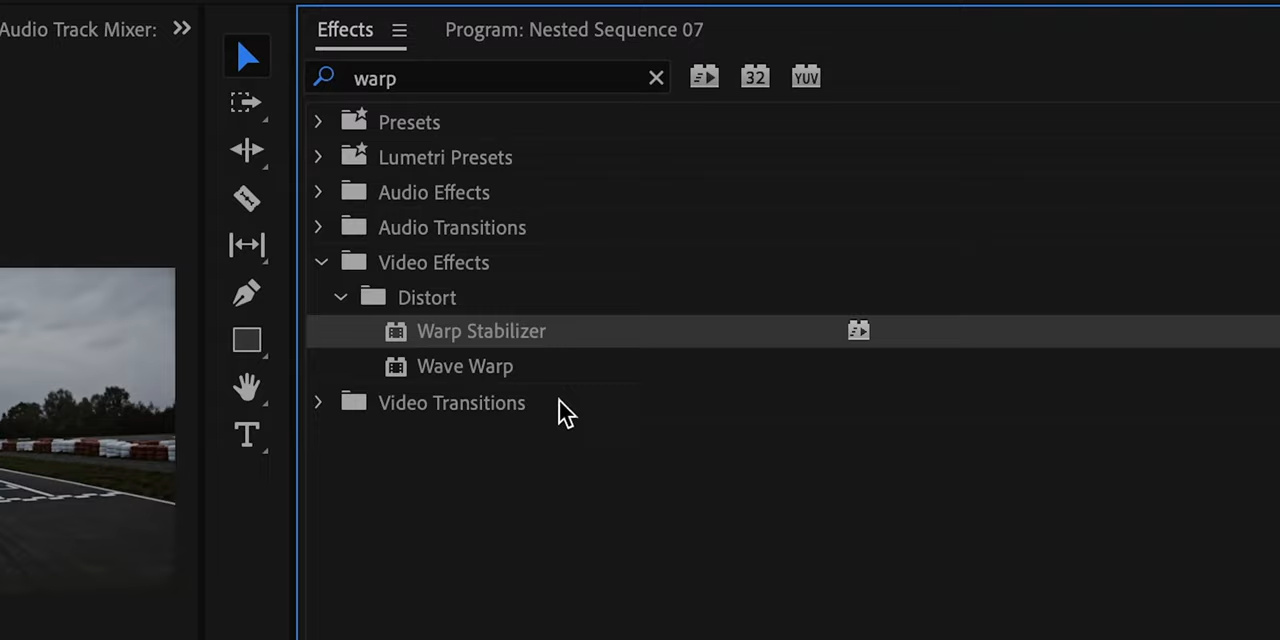 Audio Track Mixer:
Effects
Program: Nested Sequence 07
warp
32
YUV
Presets
Lumetri Presets
Audio Effects
Audio Transitions
Video Effects
Distort
Warp Stabilizer
Wave Warp
Video Transitions
T